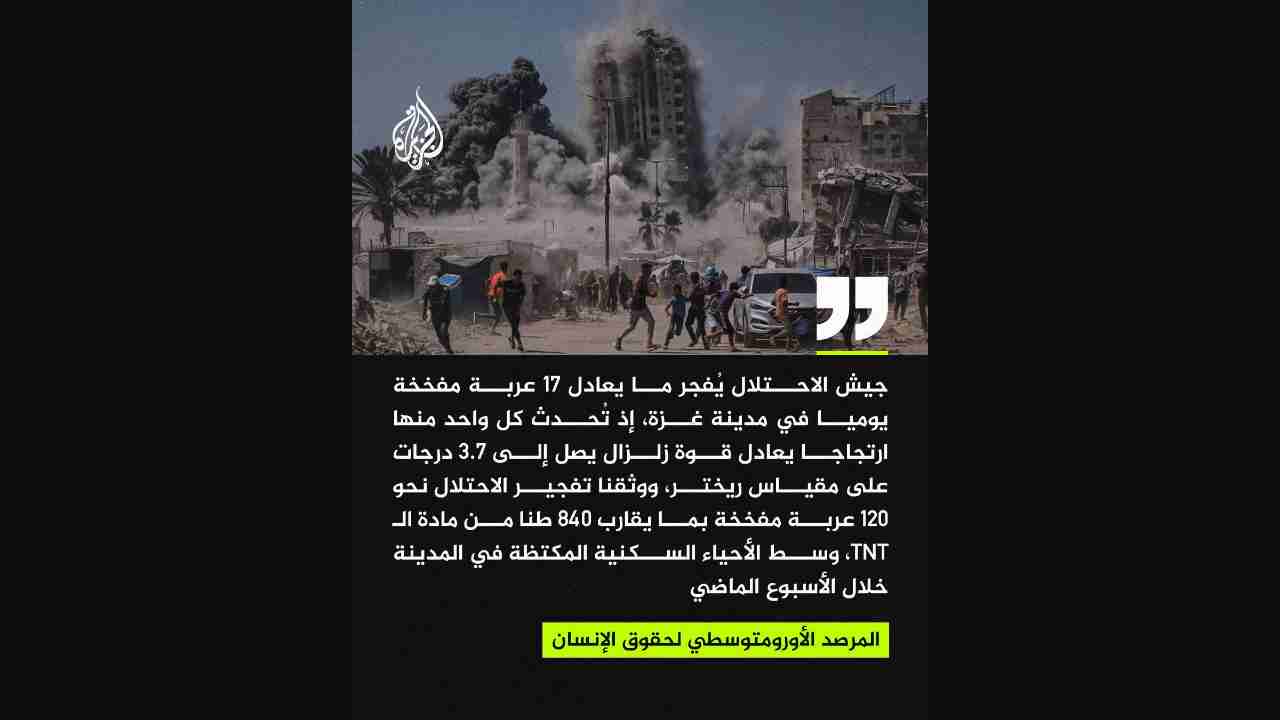 الجزيرة
جيش الاحتلال يُفجر ما يعادل 17 عربة مفخخة
يوميا في مدينة غزة، إذ تُحدث كل واحد منها
ارتجاجا يعادل قوة زلزال يصل إلى 3.7 درجات
على مقياس ريختر، ووثقنا تفجير الاحتلال نحو
120 عربة مفخخة بما يقارب 840 طنا من مادة الـ
TNT، وسط الأحياء السكنية المكتظة في المدينة
خلال الأسبوع الماضي
المرصد الأورومتوسطي لحقوق الإنسان